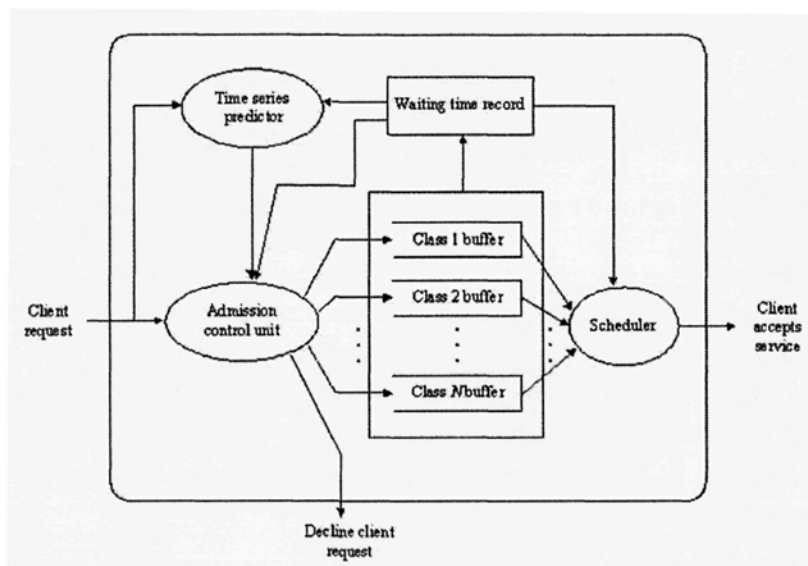 Time series
predictor
Waiting time record
Class 1 buffer
Client
request
Admission
control unit
Class 2 buffer
Scheduler
Client
accepts
service
Class N buffer
Decline client
request